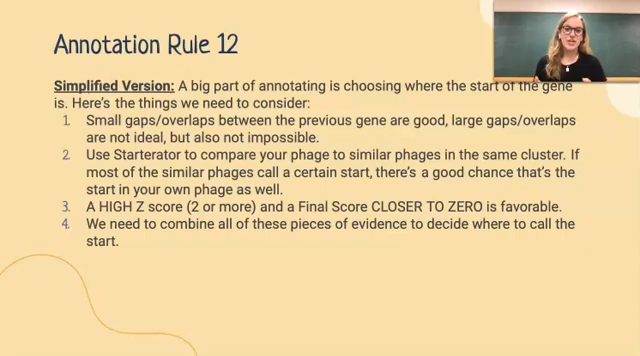 Annotation Rule 12
Simplified Version: A big part of annotating is choosing where the start of the gene
is. Here's the things we need to consider:
1. Small gaps/overlaps between the previous gene are good, large gaps/overlaps
are not ideal, but also not impossible.
2. Use Starterator to compare your phage to similar phages in the same cluster. If
most of the similar phages call a certain start, there's a good chance that's the
start in your own phage as well.
3. A HIGH Z score (2 or more) and a Final Score CLOSER TO ZERO is favorable.
4. We need to combine all of these pieces of evidence to decide where to call the
start.